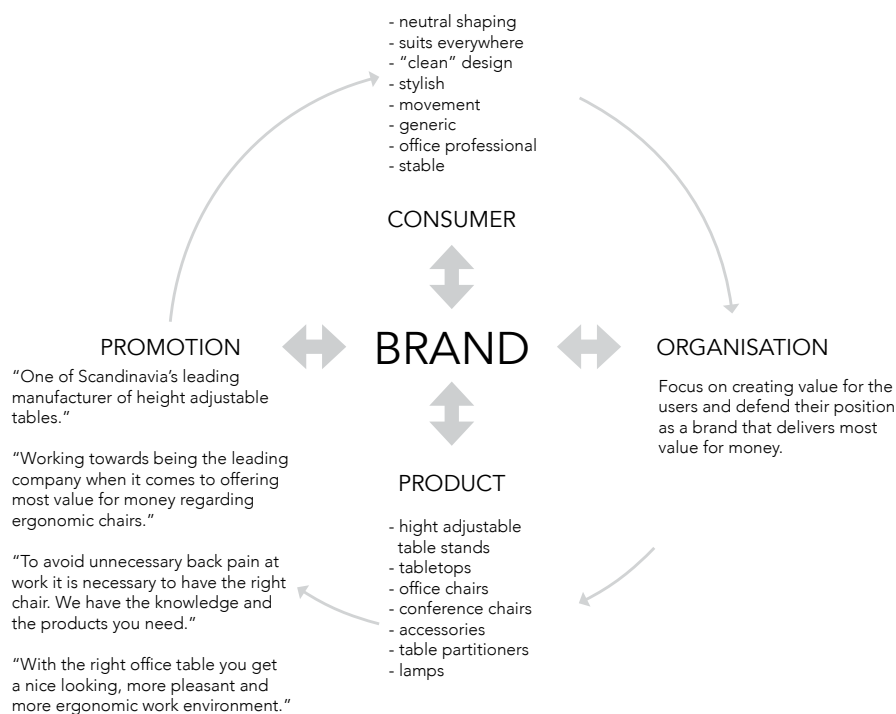 - neutral shaping
- suits everywhere
- “clean” design
- stylish
- movement
- generic
- office professional
- stable
CONSUMER
PROMOTION
“One of Scandinavia’s leading
manufacturer of height adjustable
tables.”
“Working towards being the leading
company when it comes to offering
most value for money regarding
ergonomic chairs.”
“To avoid unnecessary back pain at
work it is necessary to have the right
chair. We have the knowledge and
the products you need.”
“With the right office table you get
a nice looking, more pleasant and
more ergonomic work environment.”
BRAND
ORGANISATION
Focus on creating value for the
users and defend their position
as a brand that delivers most
value for money.
PRODUCT
- hight adjustable
table stands
- tabletops
- office chairs
- conference chairs
- accessories
- table partitioners
- lamps